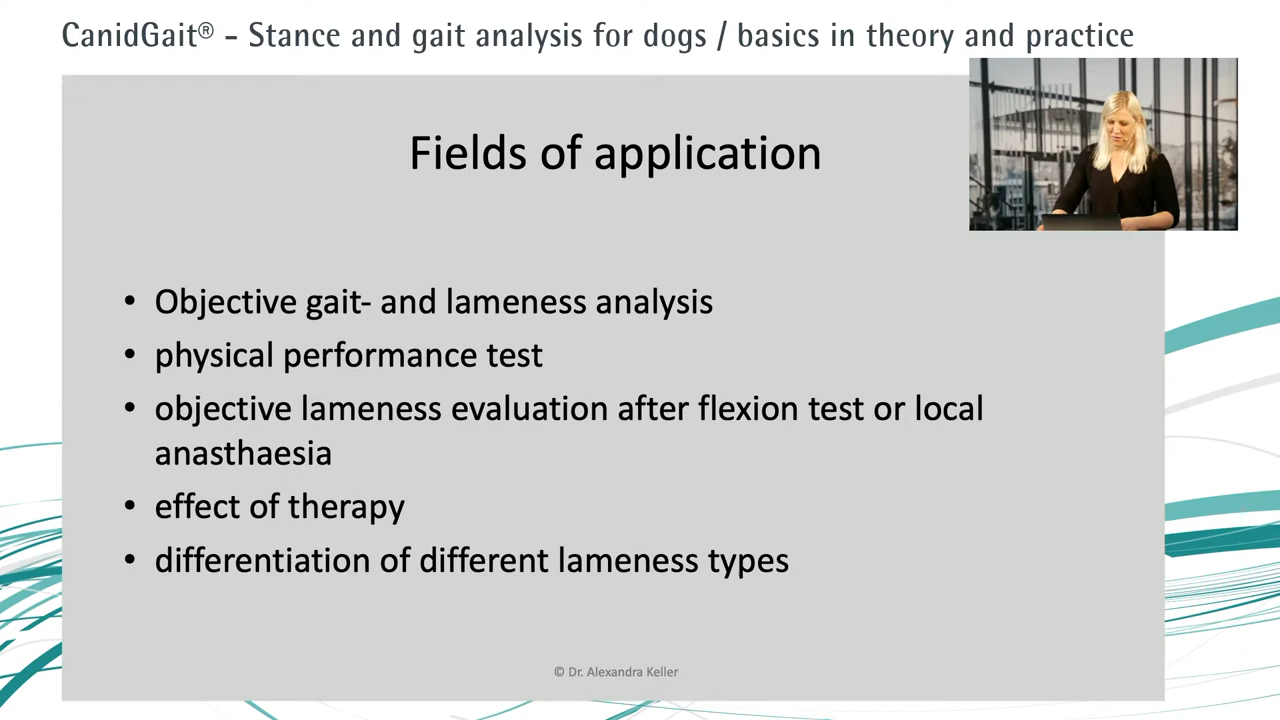 CanidGait® - Stance and gait analysis for dogs / basics in theory and practice
Fields of application
• Objective gait- and lameness analysis
• physical performance test
• objective lameness evaluation after flexion test or local
anasthaesia
• effect of therapy
• differentiation of different lameness types
© Dr. Alexandra Keller